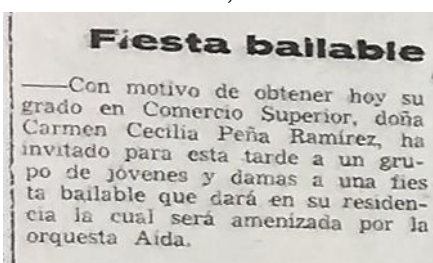 Fiesta bailable
——Con motivo de obtener hoy su
grado en Comercio Superior, doña
Carmen Cecilia Peña Ramírez, ha
invitado para esta tarde a un gru-
po de jóvenes y damas a una fies
ta bailable que dará en su residen-
cia la cual será amenizada por la
orquesta Aida.